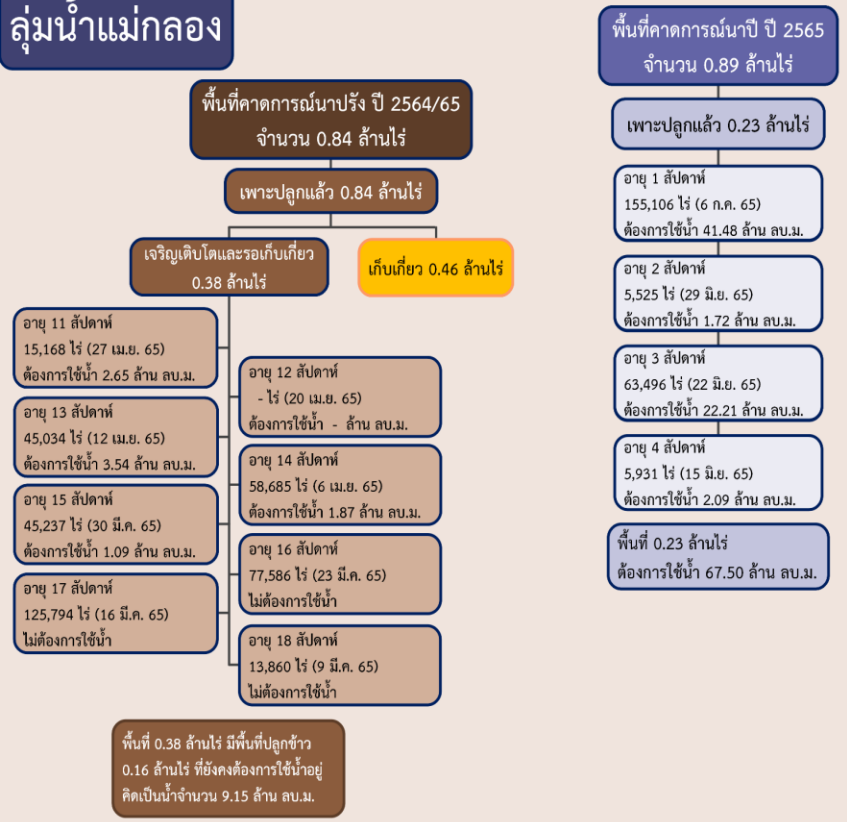 ลุ่มน้ำแม่กลอง
พื้นที่คาดการณ์นาปรัง ปี 2564/65
จำนวน 0.84 ล้านไร่
เพาะปลูกแล้ว 0.84 ล้านไร่
เจริญเติบโตและรอเก็บเกี่ยว
0.38 ล้านไร่
เก็บเกี่ยว 0.46 ล้านไร่
อายุ 11 สัปดาห์
15,168 ไร่ (27 เม.ย. 65)
ต้องการใช้น้ำ 2.65 ล้าน ลบ.ม.
อายุ 12 สัปดาห์
- ไร่ (20 เม.ย. 65)
ต้องการใช้น้ำ - ล้าน ลบ.ม.
อายุ 13 สัปดาห์
45,034 ไร่ (12 เม.ย. 65)
ต้องการใช้น้ำ 3.54 ล้าน ลบ.ม.
อายุ 14 สัปดาห์
58,685 ไร่ (6 เม.ย. 65)
ต้องการใช้น้ำ 1.87 ล้าน ลบ.ม.
อายุ 15 สัปดาห์
45,237 ไร่ (30 มี.ค. 65)
ต้องการใช้น้ำ 1.09 ล้าน ลบ.ม.
อายุ 16 สัปดาห์
77,586 ไร่ (23 มี.ค. 65)
ไม่ต้องการใช้น้ำ
อายุ 17 สัปดาห์
125,794 ไร่ (16 มี.ค. 65)
ไม่ต้องการใช้น้ำ
อายุ 18 สัปดาห์
13,860 ไร่ (9 มี.ค. 65)
ไม่ต้องการใช้น้ำ
พื้นที่ 0.38 ล้านไร่ มีพื้นที่ปลูกข้าว
0.16 ล้านไร่ ที่ยังคงต้องการใช้น้ำอยู่
คิดเป็นน้ำจำนวน 9.15 ล้าน ลบ.ม.
พื้นที่คาดการณ์นาปี ปี 2565
จำนวน 0.89 ล้านไร่
เพาะปลูกแล้ว 0.23 ล้านไร่
อายุ 1 สัปดาห์
155,106 ไร่ (6 ก.ค. 65)
ต้องการใช้น้ำ 41.48 ล้าน ลบ.ม.
อายุ 2 สัปดาห์
5,525 ไร่ (29 มิ.ย. 65)
ต้องการใช้น้ำ 1.72 ล้าน ลบ.ม.
อายุ 3 สัปดาห์
63,496 ไร่ (22 มิ.ย. 65)
ต้องการใช้น้ำ 22.21 ล้าน ลบ.ม.
อายุ 4 สัปดาห์
5,931 ไร่ (15 มิ.ย. 65)
ต้องการใช้น้ำ 2.09 ล้าน ลบ.ม.
พื้นที่ 0.23 ล้านไร่
ต้องการใช้น้ำ 67.50 ล้าน ลบ.ม.